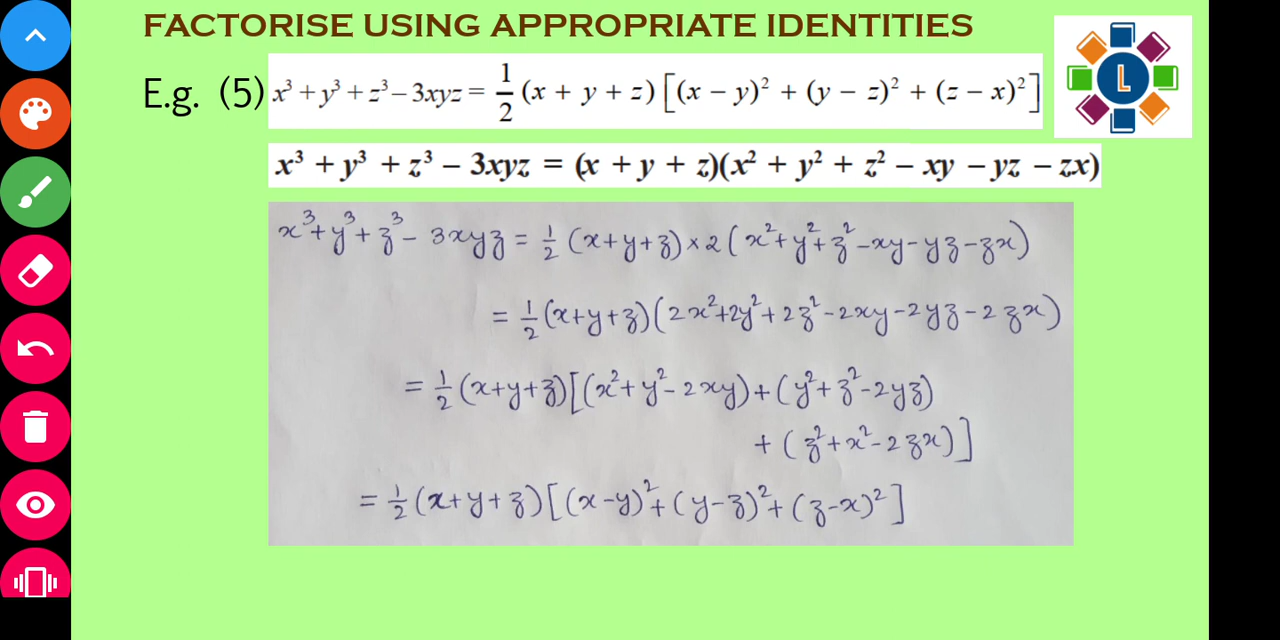 FACTORISE USING APPROPRIATE IDENTITIES
L
E.g. (5) x³ + y³ + z³ – 3xyz = 1/2 (x + y + z) [(x – y)² + (y – z)² + (z – x)²]
x³ + y³ + z³ – 3xyz = (x + y + z)(x² + y² + z² – xy – yz – zx)
x³+y³+z³- 3xyz = 1/2 (x+y+z)×2(x²+y²+z²-xy-yz-zx)
= 1/2(x+y+z)(2x²+2y²+2z²-2xy-2yz-2zx)
= 1/2(x+y+z)[(x²+y²-2xy)+(y²+z²-2yz)
+(z²+x²-2zx)]
= 1/2(x+y+z)[(x-y)²+(y-z)²+(z-x)²]